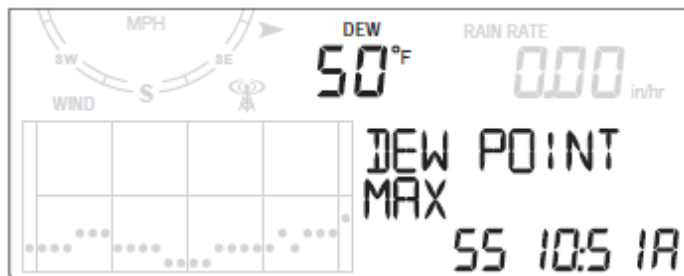 MPH
DEW
RAIN RATE
50°F
0.00 in/hr
SW
SE
S
WIND
DEW POINT
MAX
55 10:51A